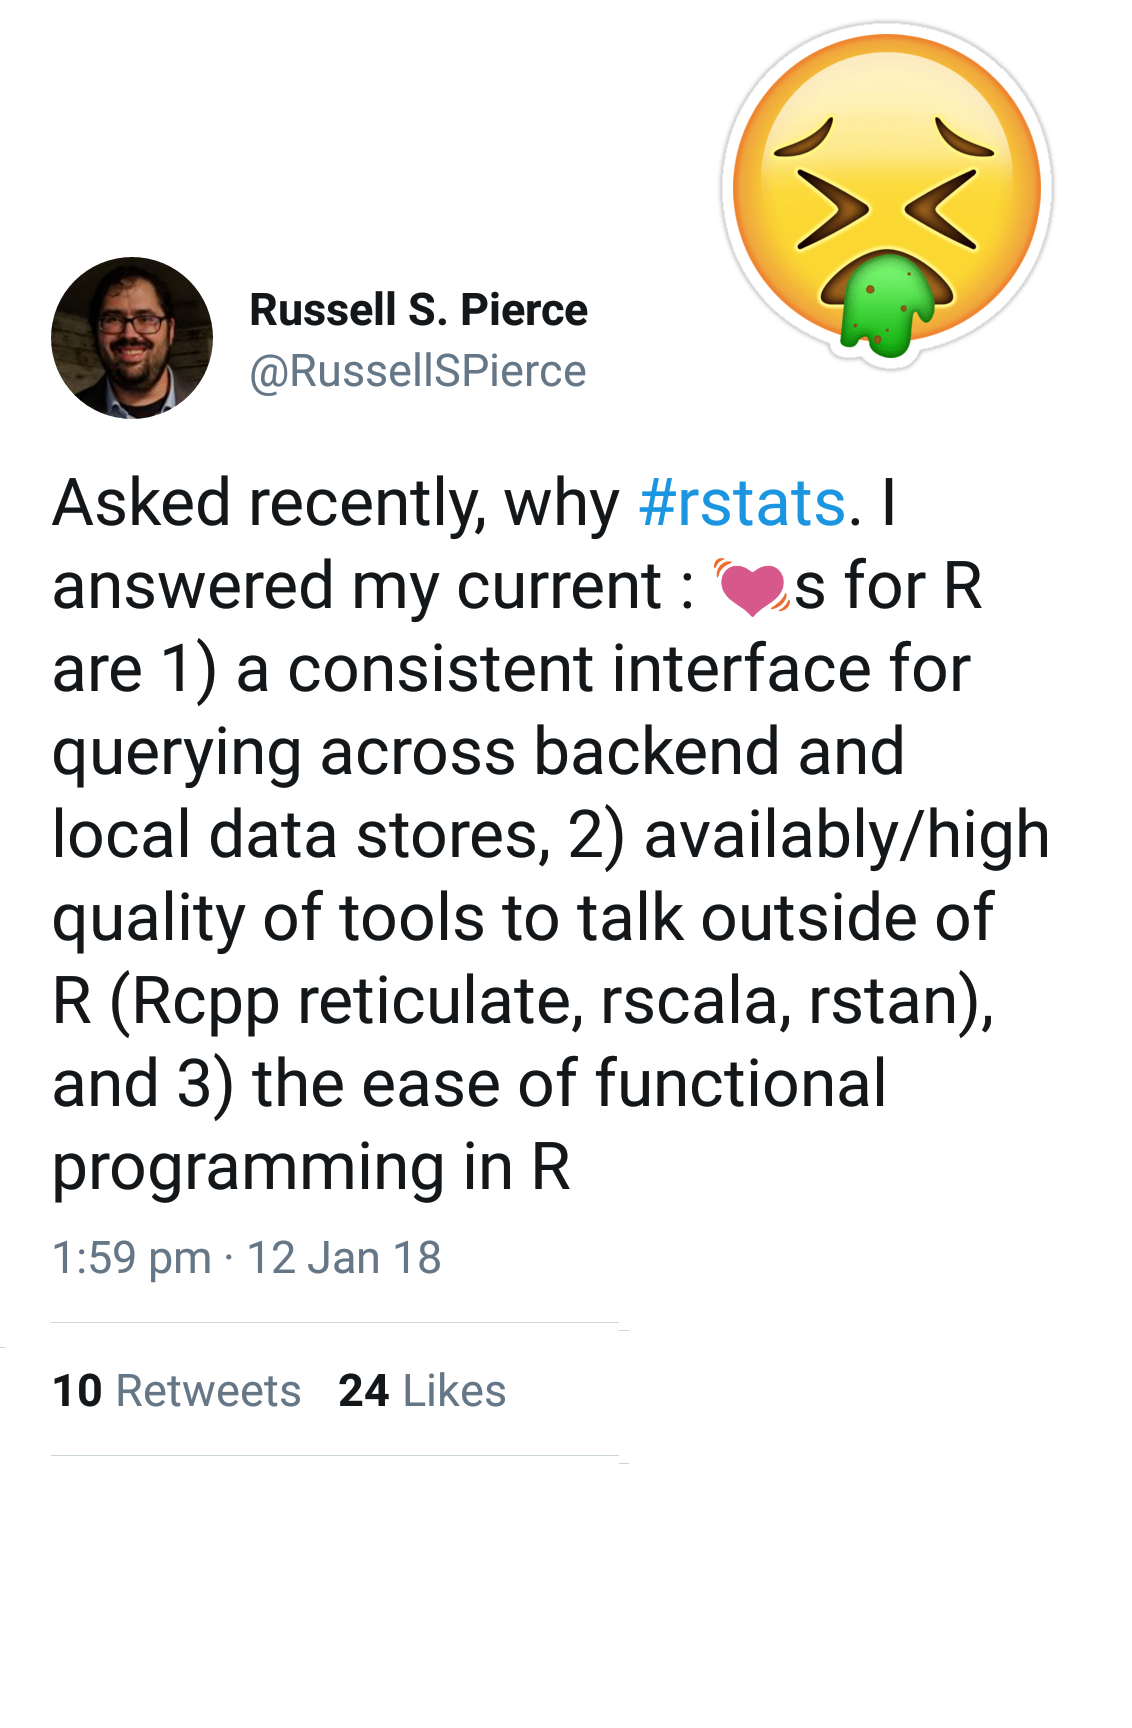 Russell S. Pierce
@RussellSPierce
Asked recently, why #rstats. I
answered my current : 💓s for R
are 1) a consistent interface for
querying across backend and
local data stores, 2) availably/high
quality of tools to talk outside of
R (Rcpp reticulate, rscala, rstan),
and 3) the ease of functional
programming in R
1:59 pm · 12 Jan 18
10 Retweets 24 Likes